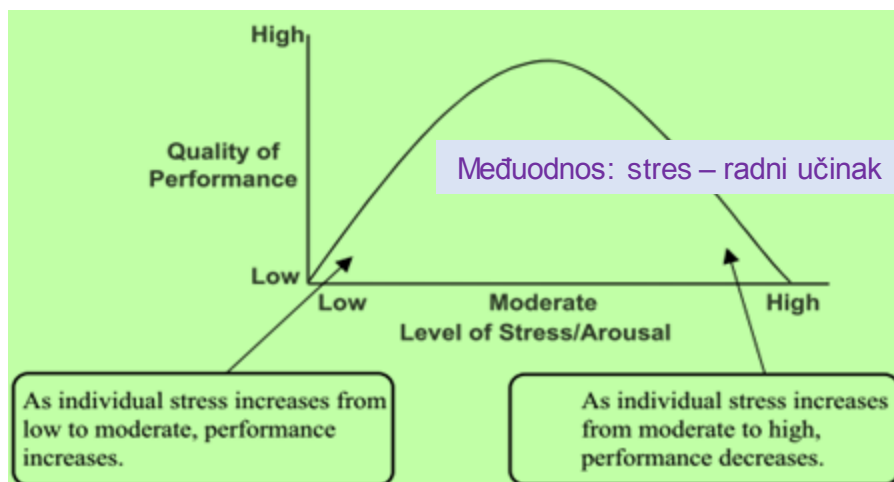 High
Quality of
Performance
Međuodnos: stres – radni učinak
Low
Low
Moderate
High
Level of Stress/Arousal
As individual stress increases from
low to moderate, performance
increases.
As individual stress increases
from moderate to high,
performance decreases.